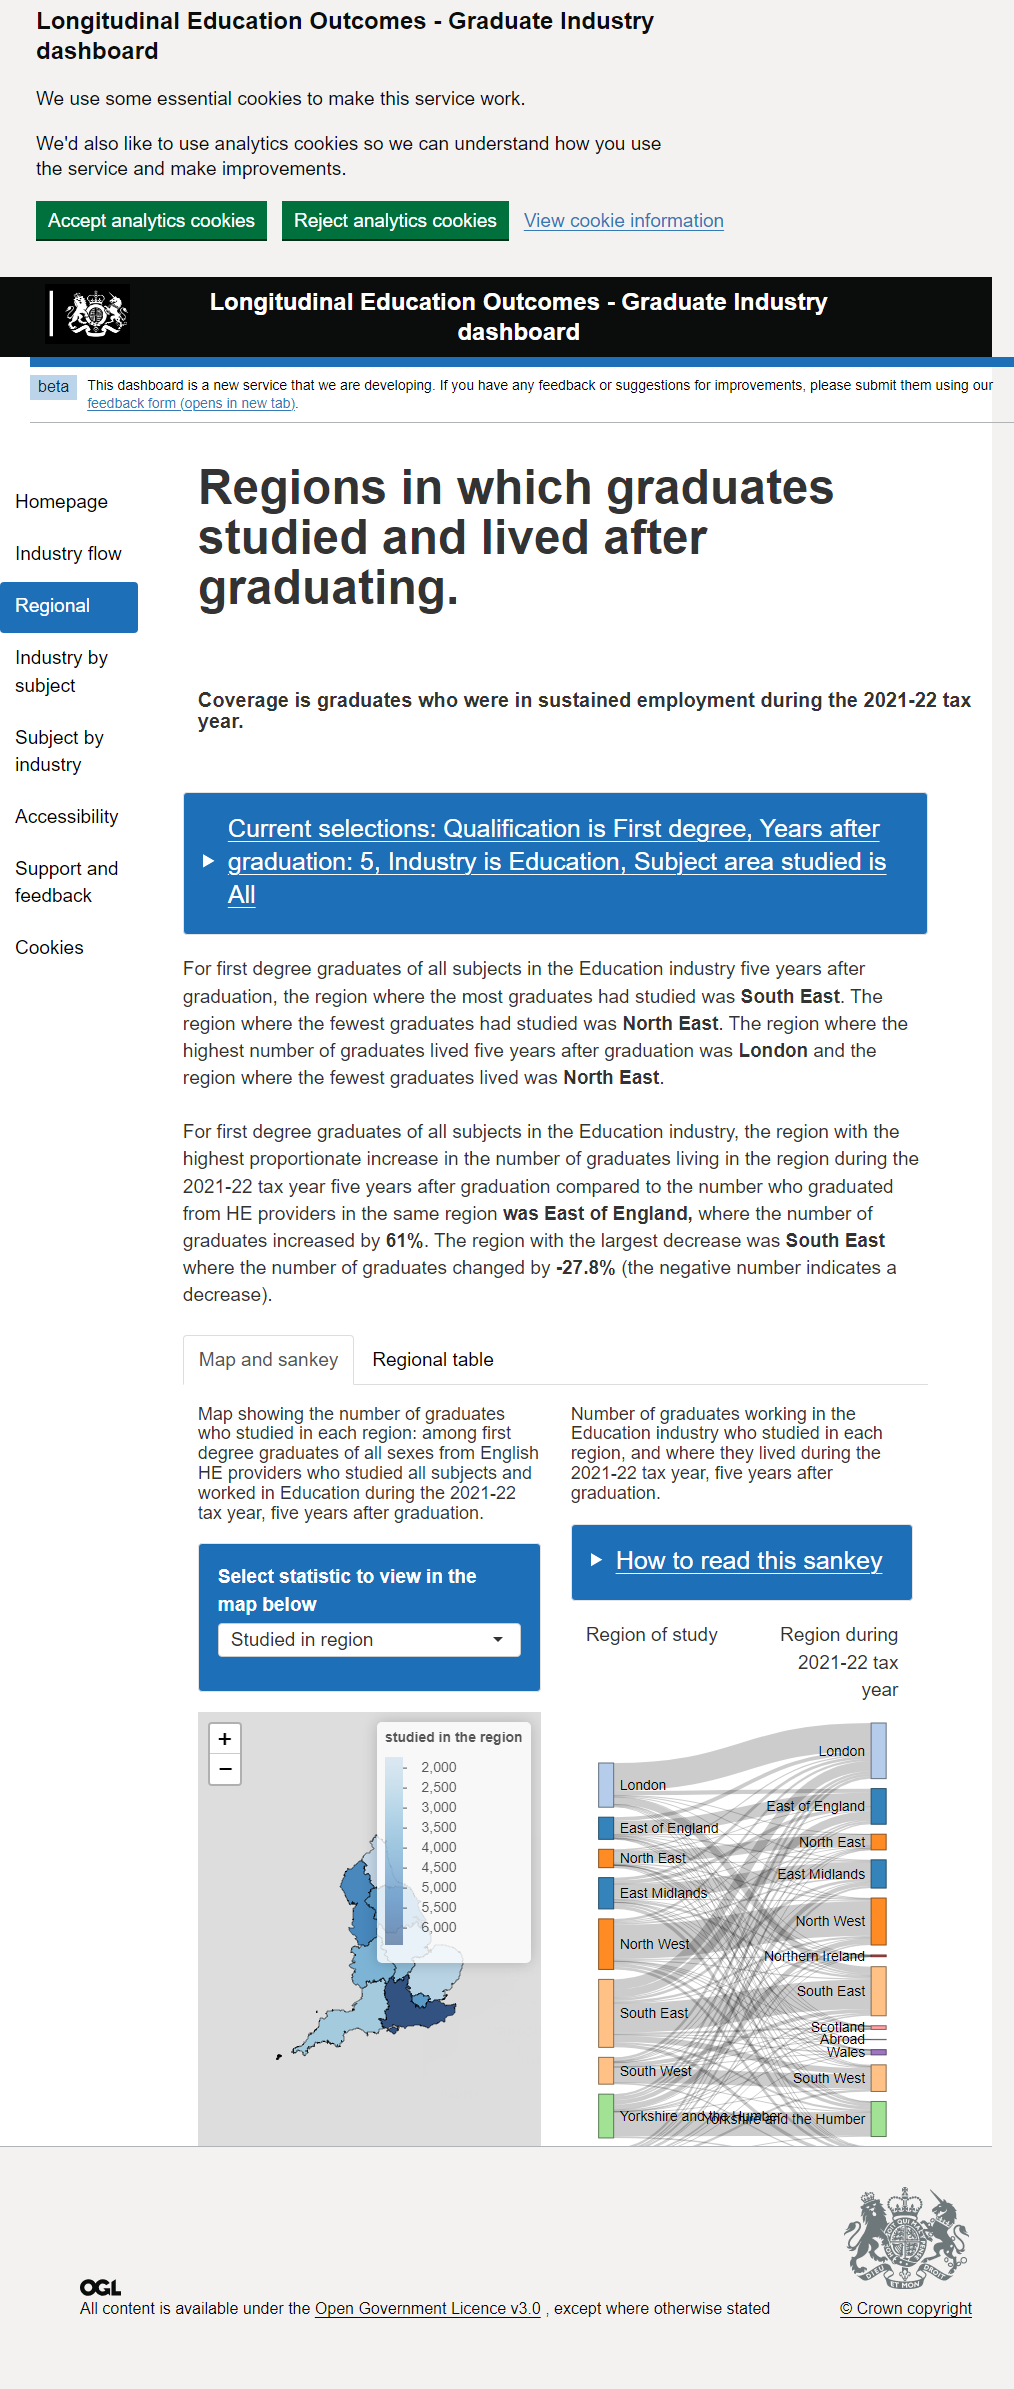 Longitudinal Education Outcomes - Graduate Industry
dashboard
We use some essential cookies to make this service work.
We'd also like to use analytics cookies so we can understand how you use
the service and make improvements.
Accept analytics cookies
Reject analytics cookies
View cookie information
Longitudinal Education Outcomes - Graduate Industry
dashboard
beta
This dashboard is a new service that we are developing. If you have any feedback or suggestions for improvements, please submit them using our
feedback form (opens in new tab).
Homepage
Industry flow
Regional
Industry by
subject
Subject by
industry
Accessibility
Support and
feedback
Cookies
Regions in which graduates
studied and lived after
graduating.
Coverage is graduates who were in sustained employment during the 2021-22 tax
year.
Current selections: Qualification is First degree, Years after
graduation: 5, Industry is Education, Subject area studied is
All
For first degree graduates of all subjects in the Education industry five years after
graduation, the region where the most graduates had studied was South East. The
region where the fewest graduates had studied was North East. The region where the
highest number of graduates lived five years after graduation was London and the
region where the fewest graduates lived was North East.
For first degree graduates of all subjects in the Education industry, the region with the
highest proportionate increase in the number of graduates living in the region during the
2021-22 tax year five years after graduation compared to the number who graduated
from HE providers in the same region was East of England, where the number of
graduates increased by 61%. The region with the largest decrease was South East
where the number of graduates changed by -27.8% (the negative number indicates a
decrease).
Map and sankey
Regional table
Map showing the number of graduates
who studied in each region: among first
degree graduates of all sexes from English
HE providers who studied all subjects and
worked in Education during the 2021-22
tax year, five years after graduation.
Select statistic to view in the
map below
Studied in region
+
−
studied in the region
2,000
2,500
3,000
3,500
4,000
4,500
5,000
5,500
6,000
Number of graduates working in the
Education industry who studied in each
region, and where they lived during the
2021-22 tax year, five years after
graduation.
How to read this sankey
Region of study
Region during
2021-22 tax
year
London
East of England
North East
East Midlands
North West
South East
South West
Yorkshire and the Humber
London
East of England
North East
East Midlands
North West
Northern Ireland
South East
Scotland
Abroad
Wales
South West
Yorkshire and the Humber
OGL
All content is available under the Open Government Licence v3.0 , except where otherwise stated
© Crown copyright